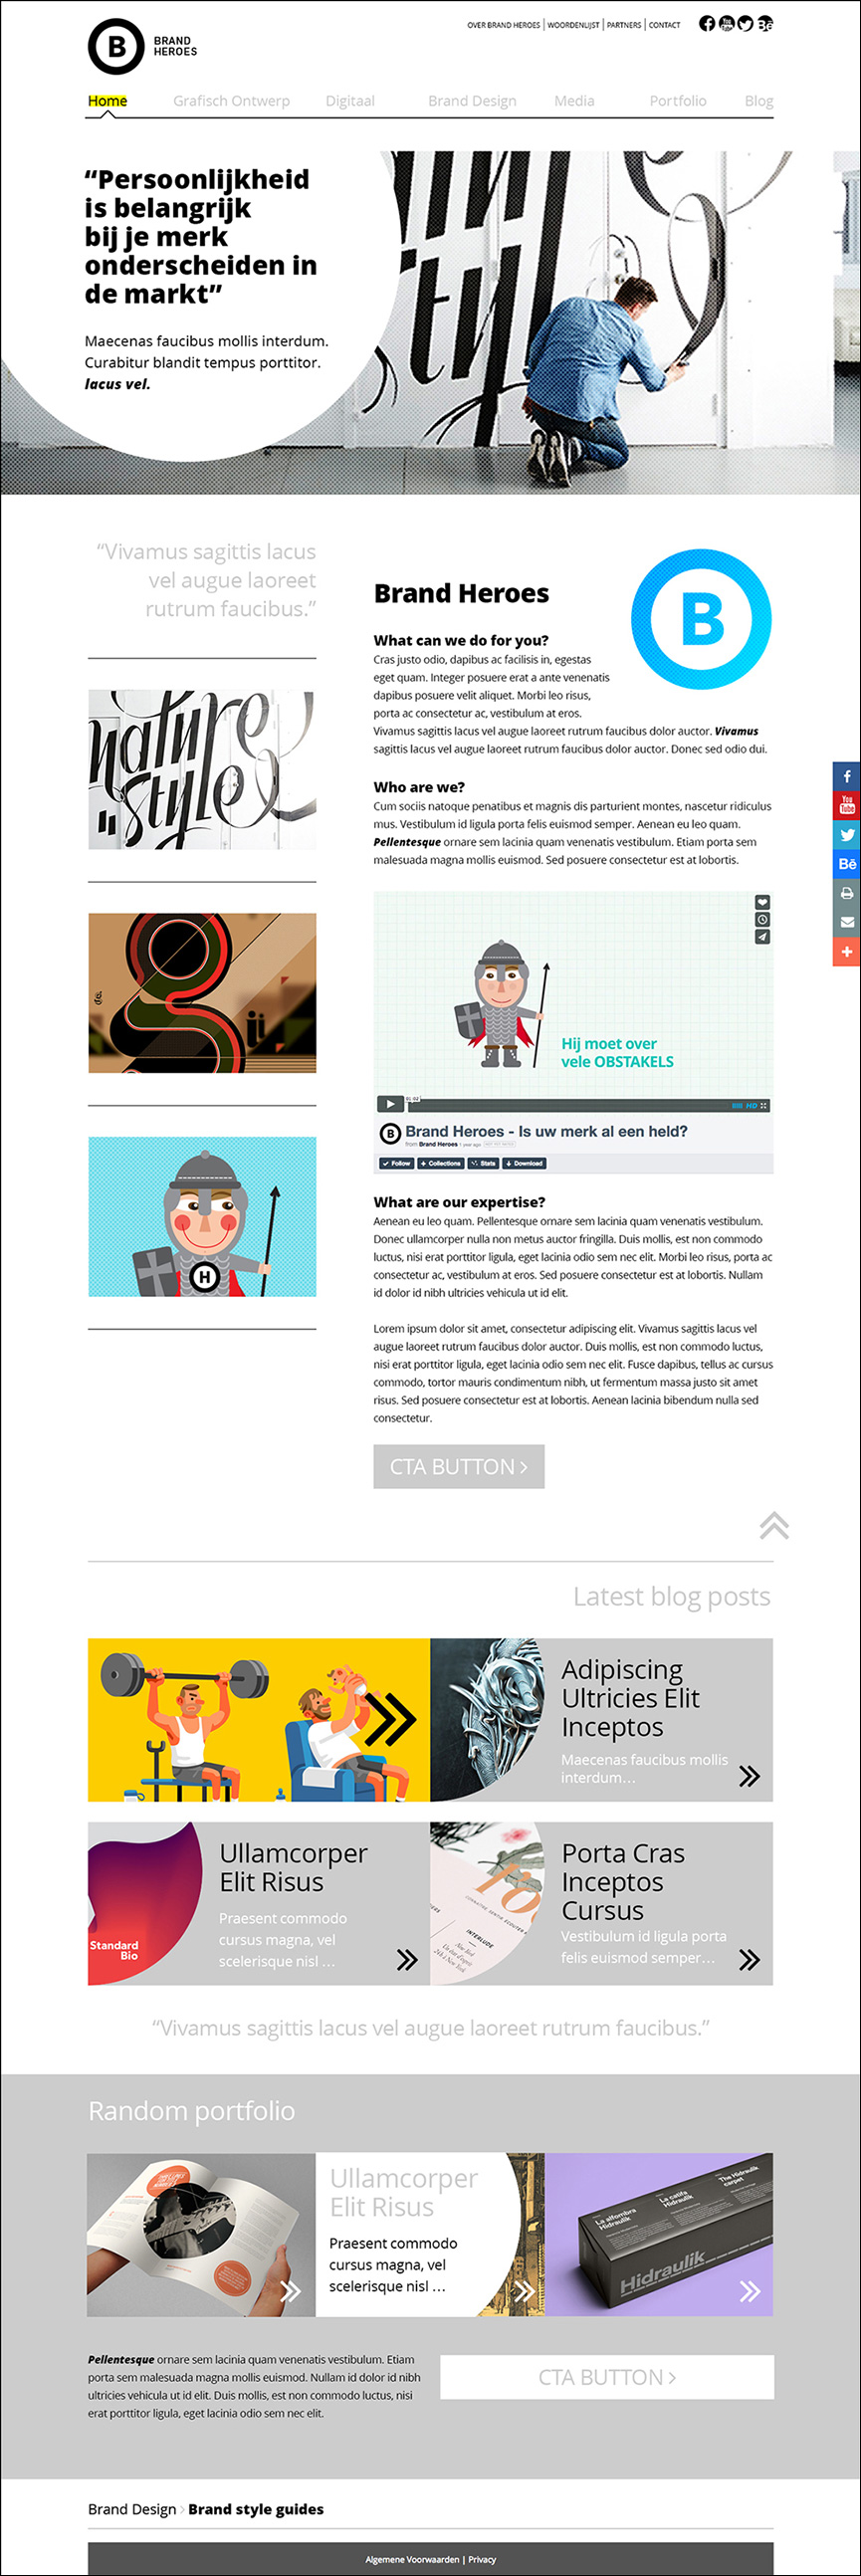 B
BRAND
HEROES
OVER BRAND HEROES | WOORDENLIJST | PARTNERS | CONTACT
Home Grafisch Ontwerp Digitaal Brand Design Media Portfolio Blog
“Persoonlijkheid
is belangrijk
bij je merk
onderscheiden in
de markt”
Maecenas faucibus mollis interdum.
Curabitur blandit tempus porttitor.
lacus vel.
“Vivamus sagittis lacus
vel augue laoreet
rutrum faucibus.”
nature
style
g
ij
H
Brand Heroes
B
What can we do for you?
Cras justo odio, dapibus ac facilisis in, egestas
eget quam. Integer posuere erat a ante venenatis
dapibus posuere velit aliquet. Morbi leo risus,
porta ac consectetur ac, vestibulum at eros.
Vivamus sagittis lacus vel augue laoreet rutrum faucibus dolor auctor. Vivamus
sagittis lacus vel augue laoreet rutrum faucibus dolor auctor. Donec sed odio dui.
Who are we?
Cum sociis natoque penatibus et magnis dis parturient montes, nascetur ridiculus
mus. Vestibulum id ligula porta felis euismod semper. Aenean eu leo quam.
Pellentesque ornare sem lacinia quam venenatis vestibulum. Etiam porta sem
malesuada magna mollis euismod. Sed posuere consectetur est at lobortis.
You
Tube
Bē
Hij moet over
vele OBSTAKELS
01:02
HD
B
Brand Heroes - Is uw merk al een held?
from Brand Heroes 1 year ago
Follow + Collections Stats Download
What are our expertise?
Aenean eu leo quam. Pellentesque ornare sem lacinia quam venenatis vestibulum.
Donec ullamcorper nulla non metus auctor fringilla. Duis mollis, est non commodo
luctus, nisi erat porttitor ligula, eget lacinia odio sem nec elit. Morbi leo risus, porta ac
consectetur ac, vestibulum at eros. Sed posuere consectetur est at lobortis. Nullam
id dolor id nibh ultricies vehicula ut id elit.
Lorem ipsum dolor sit amet, consectetur adipiscing elit. Vivamus sagittis lacus vel
augue laoreet rutrum faucibus dolor auctor. Duis mollis, est non commodo luctus,
nisi erat porttitor ligula, eget lacinia odio sem nec elit. Fusce dapibus, tellus ac cursus
commodo, tortor mauris condimentum nibh, ut fermentum massa justo sit amet
risus. Sed posuere consectetur est at lobortis. Aenean lacinia bibendum nulla sed
consectetur.
CTA BUTTON >
Latest blog posts
Adipiscing
Ultricies Elit
Inceptos
Maecenas faucibus mollis
interdum…
Standard
Bio
Ullamcorper
Elit Risus
Praesent commodo
cursus magna, vel
scelerisque nisl …
INTERLUDE
Porta Cras
Inceptos
Cursus
Vestibulum id ligula porta
felis euismod semper…
“Vivamus sagittis lacus vel augue laoreet rutrum faucibus.”
Random portfolio
Ullamcorper
Elit Risus
Praesent commodo
cursus magna, vel
scelerisque nisl …
La alfombra
Hidraulik
La catifa
Hidraulik
The Hidraulik
carpet
Hidraulik
Pellentesque ornare sem lacinia quam venenatis vestibulum. Etiam
porta sem malesuada magna mollis euismod. Nullam id dolor id nibh
ultricies vehicula ut id elit. Duis mollis, est non commodo luctus, nisi
erat porttitor ligula, eget lacinia odio sem nec elit.
CTA BUTTON >
Brand Design > Brand style guides
Algemene Voorwaarden | Privacy